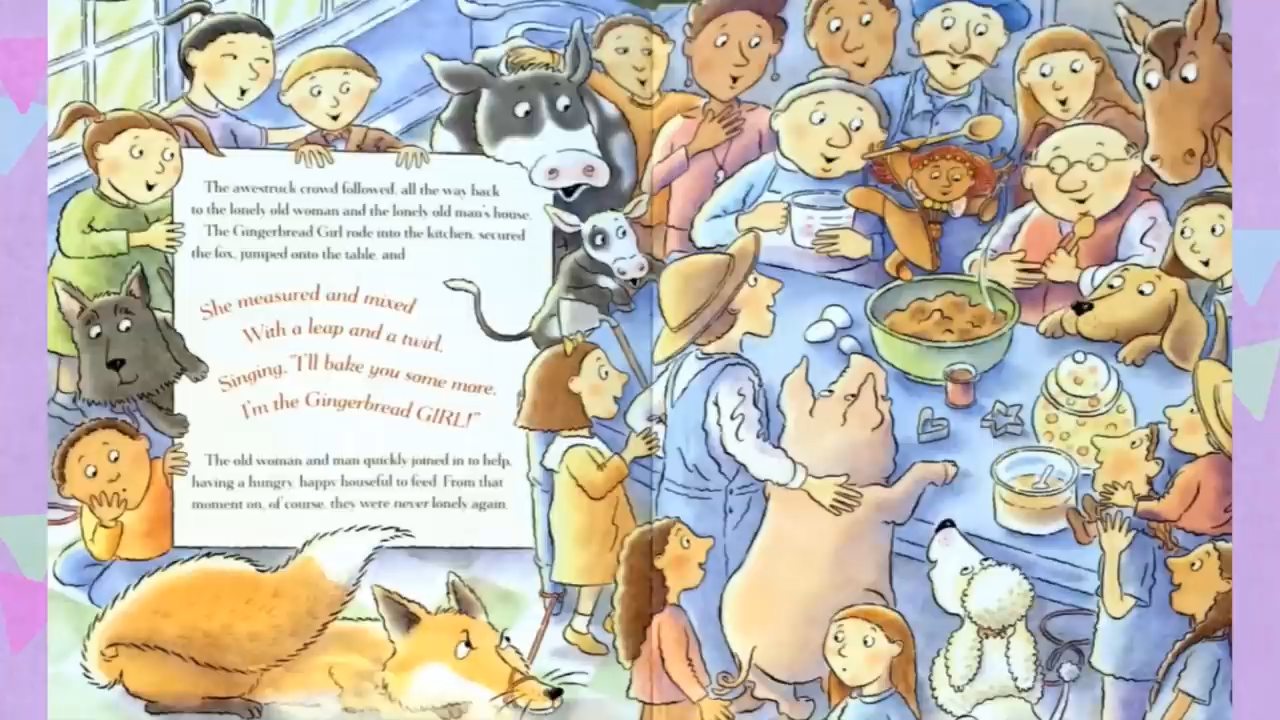 The awestruck crowd followed, all the way back
to the lonely old woman and the lonely old man's house.
The Gingerbread Girl rode into the kitchen, secured
the fox, jumped onto the table, and
She measured and mixed
With a leap and a twirl,
Singing, "I'll bake you some more,
I'm the Gingerbread GIRL!"
The old woman and man quickly joined in to help,
having a hungry, happy houseful to feed. From that
moment on, of course, they were never lonely again.